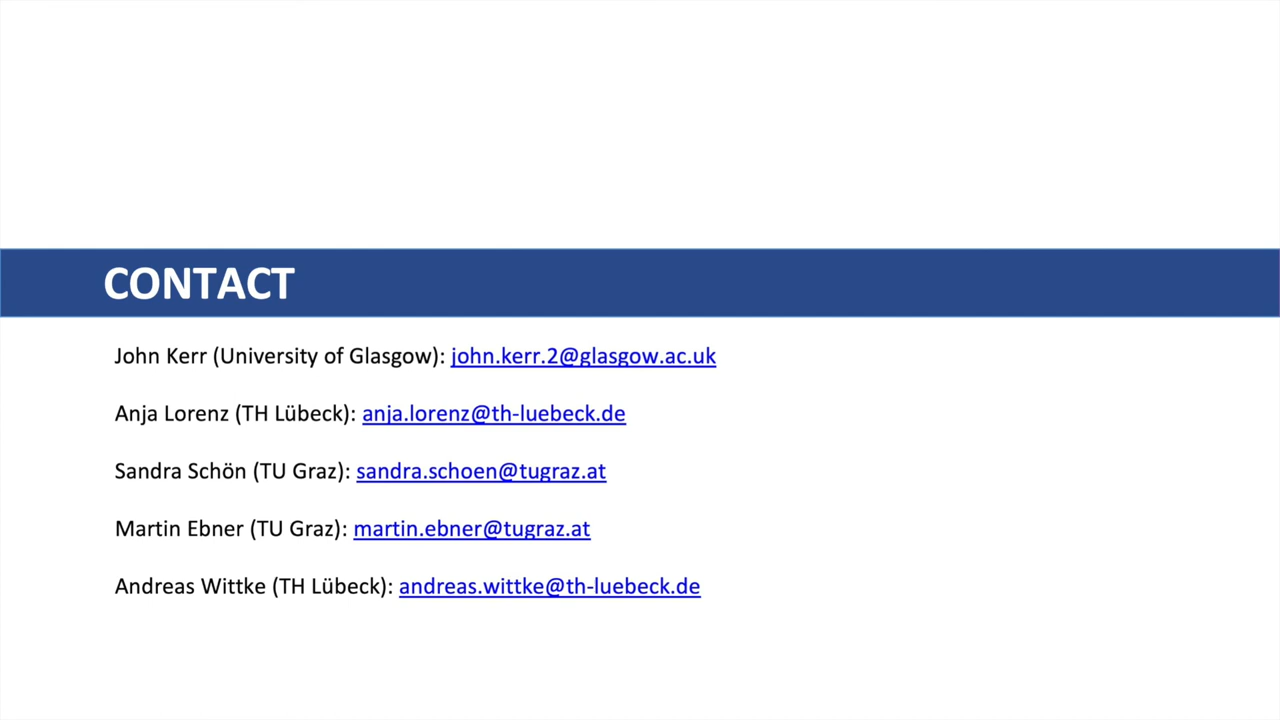 CONTACT
John Kerr (University of Glasgow): john.kerr.2@glasgow.ac.uk
Anja Lorenz (TH Lübeck): anja.lorenz@th-luebeck.de
Sandra Schön (TU Graz): sandra.schoen@tugraz.at
Martin Ebner (TU Graz): martin.ebner@tugraz.at
Andreas Wittke (TH Lübeck): andreas.wittke@th-luebeck.de